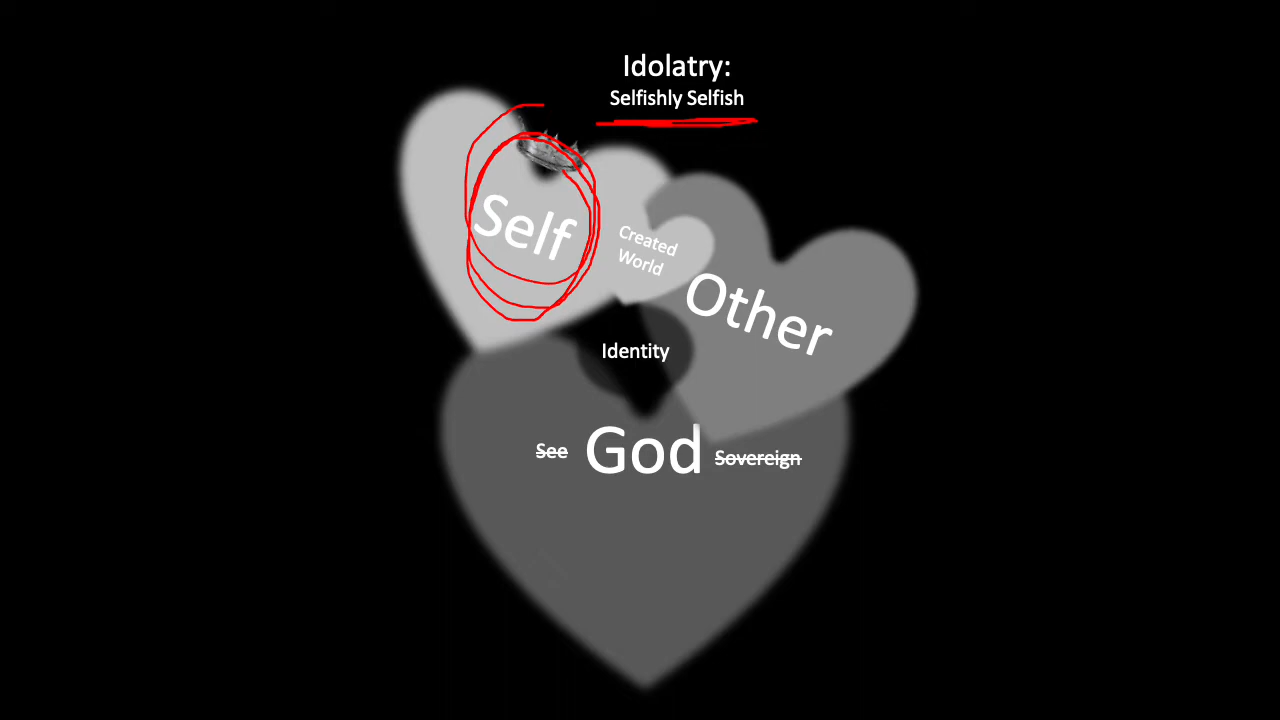 Idolatry:
Selfishly Selfish
Self
Created
World
Other
Identity
See God Sovereign